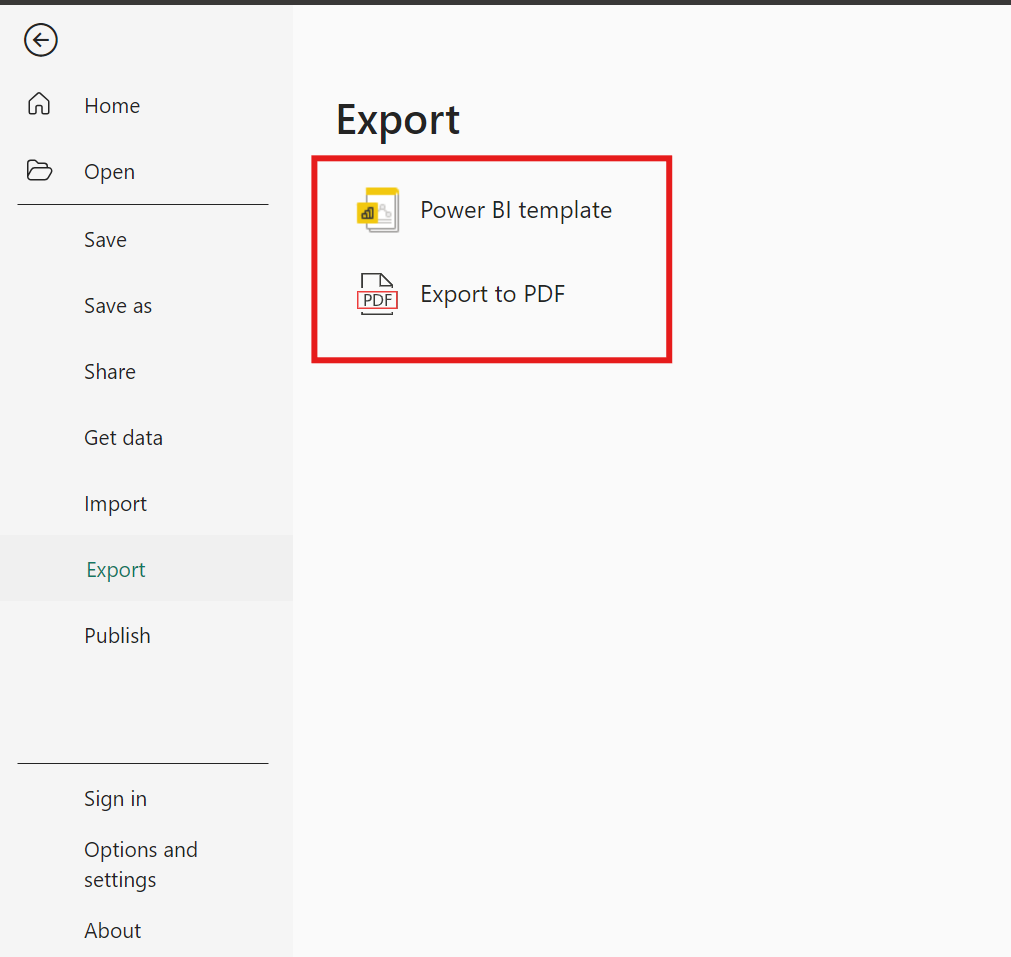 Home
Open
Save
Save as
Share
Get data
Import
Export
Publish
Sign in
Options and
settings
About
Export
Power BI template
PDF
Export to PDF